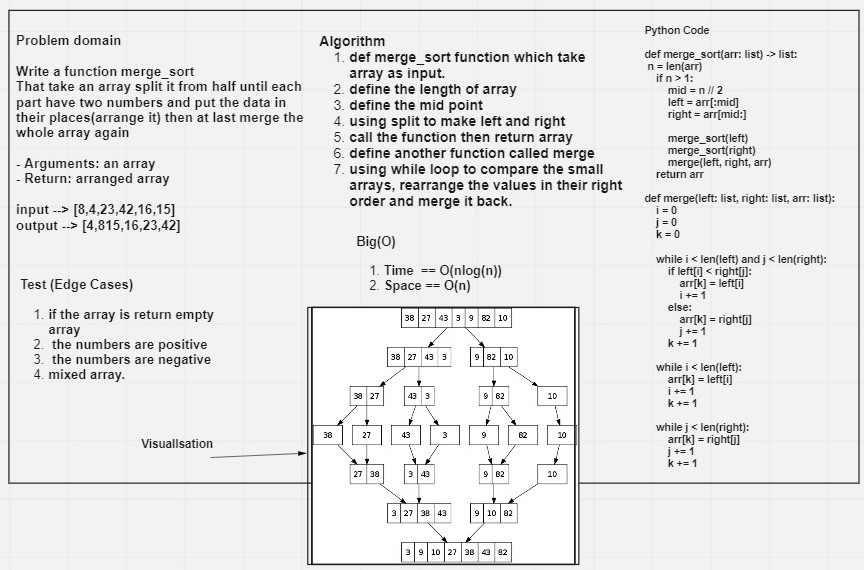 Problem domain
Write a function merge_sort
That take an array split it from half until each
part have two numbers and put the data in
their places(arrange it) then at last merge the
whole array again
- Arguments: an array
- Return: arranged array
input --> [8,4,23,42,16,15]
output --> [4,815,16,23,42]
Test (Edge Cases)
1. if the array is return empty
array
2. the numbers are positive
3. the numbers are negative
4. mixed array.
Visuallsation
Algorithm
1. def merge_sort function which take
array as input.
2. define the length of array
3. define the mid point
4. using split to make left and right
5. call the function then return array
6. define another function called merge
7. using while loop to compare the small
arrays, rearrange the values in their right
order and merge it back.
Big(O)
1. Time == O(nlog(n))
2. Space == O(n)
38 27 43 3 9 82 10
38 27 43 3 9 82 10
38 27 43 3 9 82 10
38 27 43 3 9 82 10
27 38 3 43 9 82 10
3 27 38 43 9 10 82
3 9 10 27 38 43 82
Python Code
def merge_sort(arr: list) -> list:
n = len(arr)
if n > 1:
mid = n // 2
left = arr[:mid]
right = arr[mid:]
merge_sort(left)
merge_sort(right)
merge(left, right, arr)
return arr
def merge(left: list, right: list, arr: list):
i = 0
j = 0
k = 0
while i < len(left) and j < len(right):
if left[i] < right[j]:
arr[k] = left[i]
i += 1
else:
arr[k] = right[j]
j += 1
k += 1
while i < len(left):
arr[k] = left[i]
i += 1
k += 1
while j < len(right):
arr[k] = right[j]
j += 1
k += 1